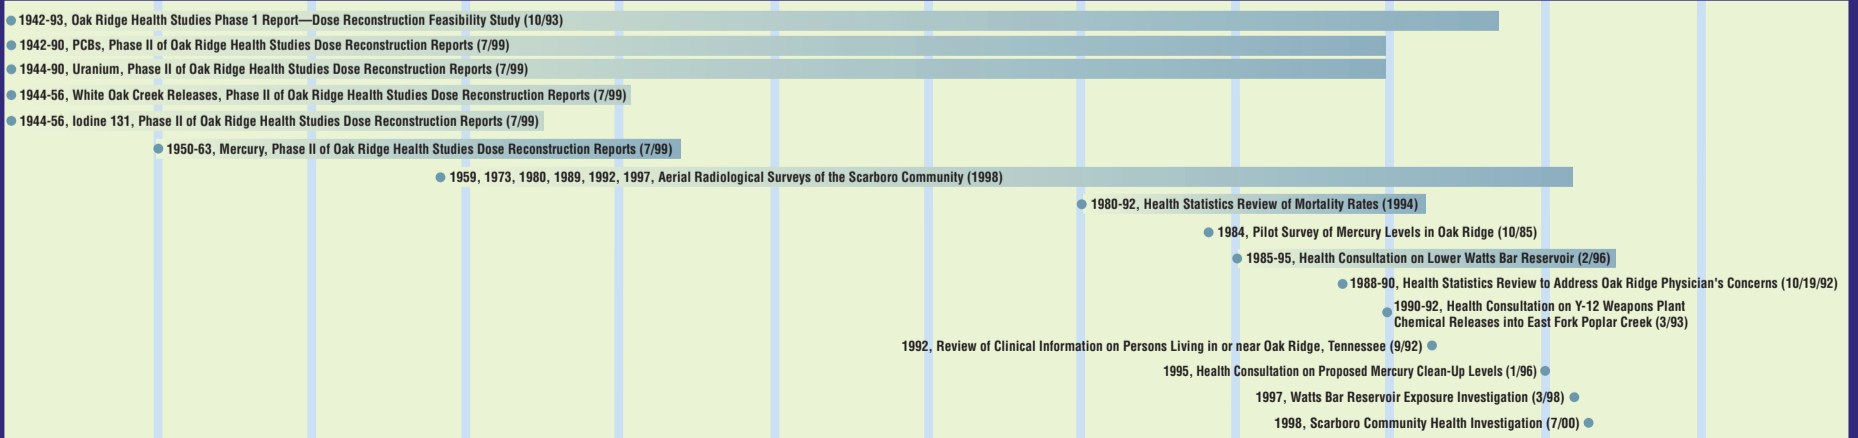 1942-93, Oak Ridge Health Studies Phase 1 Report—Dose Reconstruction Feasibility Study (10/93)
1942-90, PCBs, Phase II of Oak Ridge Health Studies Dose Reconstruction Reports (7/99)
1944-90, Uranium, Phase II of Oak Ridge Health Studies Dose Reconstruction Reports (7/99)
1944-56, White Oak Creek Releases, Phase II of Oak Ridge Health Studies Dose Reconstruction Reports (7/99)
1944-56, Iodine 131, Phase II of Oak Ridge Health Studies Dose Reconstruction Reports (7/99)
1950-63, Mercury, Phase II of Oak Ridge Health Studies Dose Reconstruction Reports (7/99)
1959, 1973, 1980, 1989, 1992, 1997, Aerial Radiological Surveys of the Scarboro Community (1998)
1980-92, Health Statistics Review of Mortality Rates (1994)
1984, Pilot Survey of Mercury Levels in Oak Ridge (10/85)
1985-95, Health Consultation on Lower Watts Bar Reservoir (2/96)
1988-90, Health Statistics Review to Address Oak Ridge Physician's Concerns (10/19/92)
1990-92, Health Consultation on Y-12 Weapons Plant
Chemical Releases into East Fork Poplar Creek (3/93)
1992, Review of Clinical Information on Persons Living in or near Oak Ridge, Tennessee (9/92)
1995, Health Consultation on Proposed Mercury Clean-Up Levels (1/96)
1997, Watts Bar Reservoir Exposure Investigation (3/98)
1998, Scarboro Community Health Investigation (7/00)